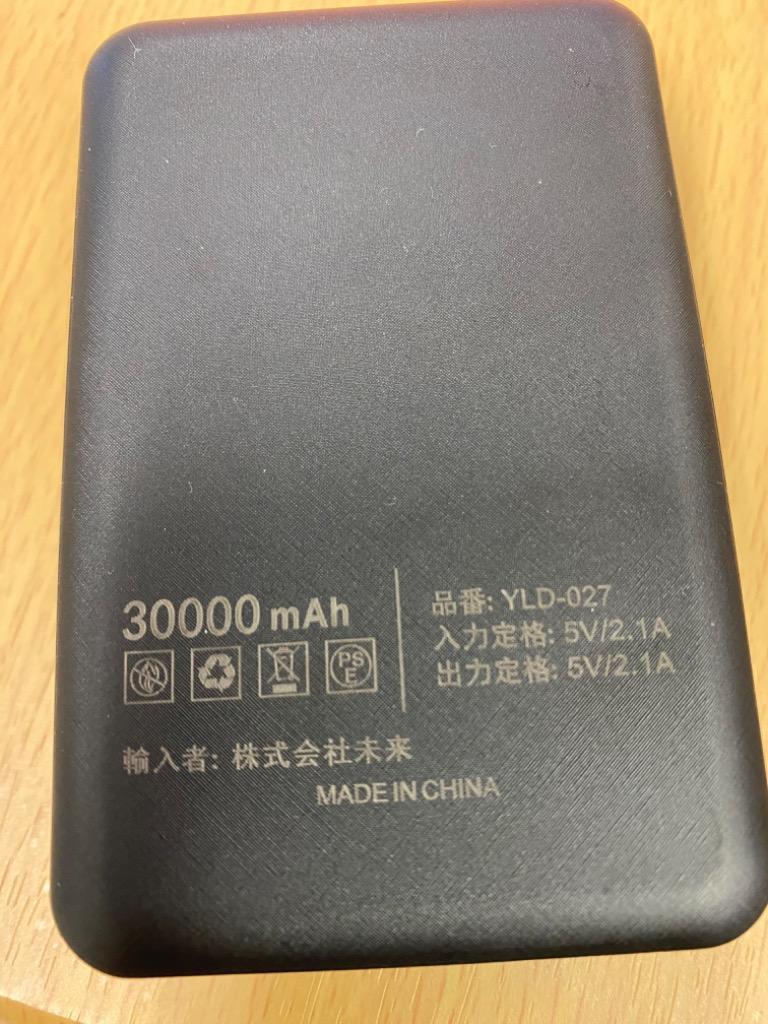 30000 mAh
PS
E
品番: YLD-027
入力定格: 5V/2.1A
出力定格: 5V/2.1A
輸入者: 株式会社未来
MADE IN CHINA